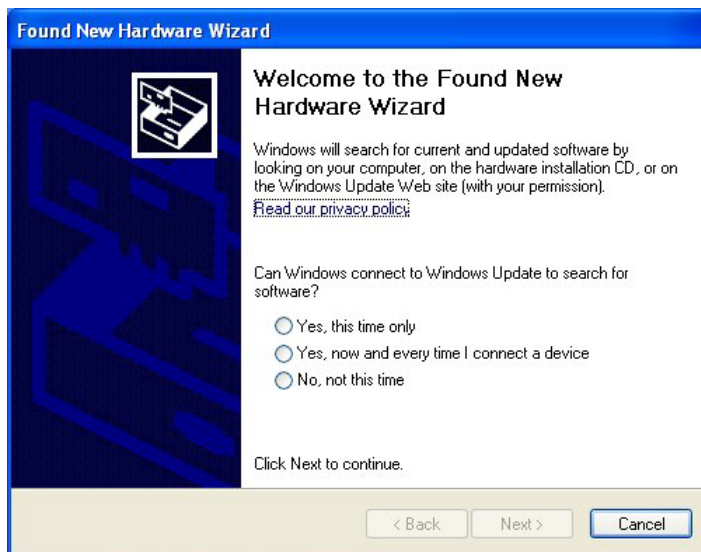 Found New Hardware Wizard
Welcome to the Found New
Hardware Wizard
Windows will search for current and updated software by
looking on your computer, on the hardware installation CD, or on
the Windows Update Web site (with your permission).
Read our privacy policy
Can Windows connect to Windows Update to search for
software?
Yes, this time only
Yes, now and every time I connect a device
No, not this time
Click Next to continue.
< Back
Next >
Cancel